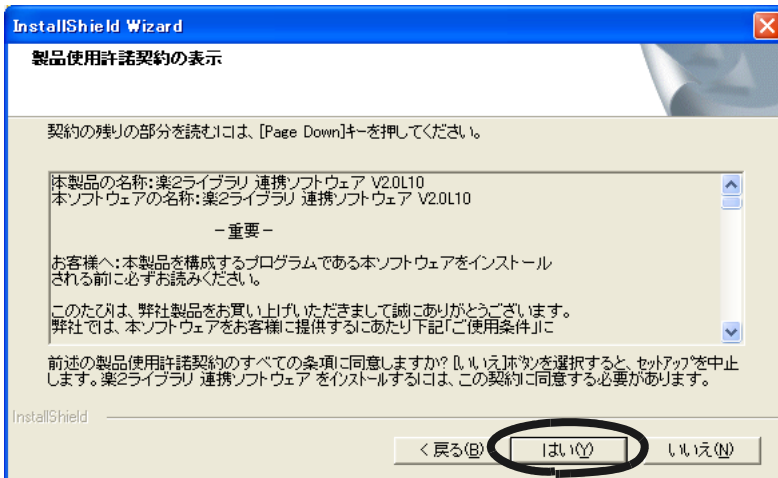 InstallShield Wizard
製品使用許諾契約の表示
契約の残りの部分を読むには、[Page Down]キーを押してください。
本製品の名称:楽2ライブラリ 連携ソフトウェア V2.0L10
本ソフトウェアの名称:楽2ライブラリ 連携ソフトウェア V2.0L10
－重要－
お客様へ:本製品を構成するプログラムである本ソフトウェアをインストール
される前に必ずお読みください。
このたびは、弊社製品をお買い上げいただきまして誠にありがとうございます。
弊社では、本ソフトウェアをお客様に提供するにあたり下記「ご使用条件」に
前述の製品使用許諾契約のすべての条項に同意しますか? [いいえ]ﾎﾞﾀﾝを選択すると、ｾｯﾄｱｯﾌﾟを中止
します。楽2ライブラリ 連携ソフトウェア をｲﾝｽﾄｰﾙするには、この契約に同意する必要があります。
InstallShield
< 戻る(B)
はい(Y)
いいえ(N)